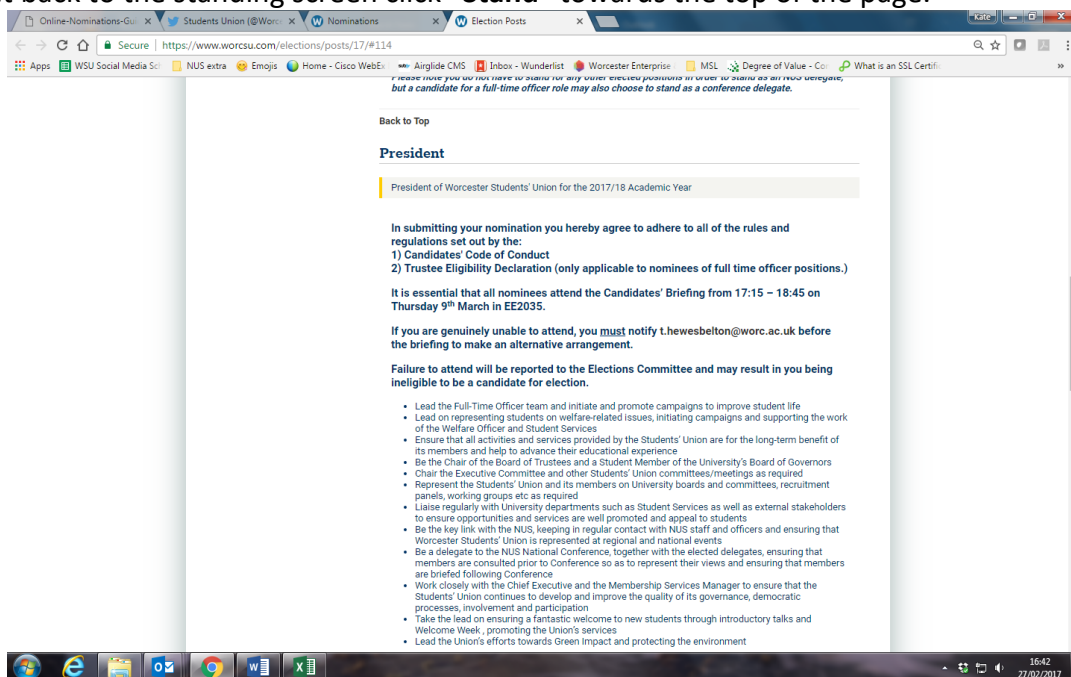 back to the standing screen click "Stand" towards the top of the page.
Online-Nominations-Gui
Students Union (@Worc
Nominations
Election Posts
Kate
Secure | https://www.worcsu.com/elections/posts/17/#114
Apps WSU Social Media Sc NUS extra Emojis Home - Cisco WebEx Airglide CMS Inbox - Wunderlist Worcester Enterprise MSL Degree of Value - Co What is an SSL Certifi »
Please note you do not have to stand for any other elected positions in order to stand as an NUS delegate,
but a candidate for a full-time officer role may also choose to stand as a conference delegate.
Back to Top
President
President of Worcester Students' Union for the 2017/18 Academic Year
In submitting your nomination you hereby agree to adhere to all of the rules and
regulations set out by the:
1) Candidates' Code of Conduct
2) Trustee Eligibility Declaration (only applicable to nominees of full time officer positions.)
It is essential that all nominees attend the Candidates' Briefing from 17:15 – 18:45 on
Thursday 9th March in EE2035.
If you are genuinely unable to attend, you must notify t.hewesbelton@worc.ac.uk before
the briefing to make an alternative arrangement.
Failure to attend will be reported to the Elections Committee and may result in you being
ineligible to be a candidate for election.
• Lead the Full-Time Officer team and initiate and promote campaigns to improve student life
• Lead on representing students on welfare-related issues, initiating campaigns and supporting the work
of the Welfare Officer and Student Services
• Ensure that all activities and services provided by the Students' Union are for the long-term benefit of
its members and help to advance their educational experience
• Be the Chair of the Board of Trustees and a Student Member of the University's Board of Governors
• Chair the Executive Committee and other Students' Union committees/meetings as required
• Represent the Students' Union and its members on University boards and committees, recruitment
panels, working groups etc as required
• Liaise regularly with University departments such as Student Services as well as external stakeholders
to ensure opportunities and services are well promoted and appeal to students
• Be the key link with the NUS, keeping in regular contact with NUS staff and officers and ensuring that
Worcester Students' Union is represented at regional and national events
• Be a delegate to the NUS National Conference, together with the elected delegates, ensuring that
members are consulted prior to Conference so as to represent their views and ensuring that members
are briefed following Conference
• Work closely with the Chief Executive and the Membership Services Manager to ensure that the
Students' Union continues to develop and improve the quality of its governance, democratic
processes, involvement and participation
• Take the lead on ensuring a fantastic welcome to new students through introductory talks and
Welcome Week , promoting the Union's services
• Lead the Union's efforts towards Green Impact and protecting the environment
16:42
27/02/2017